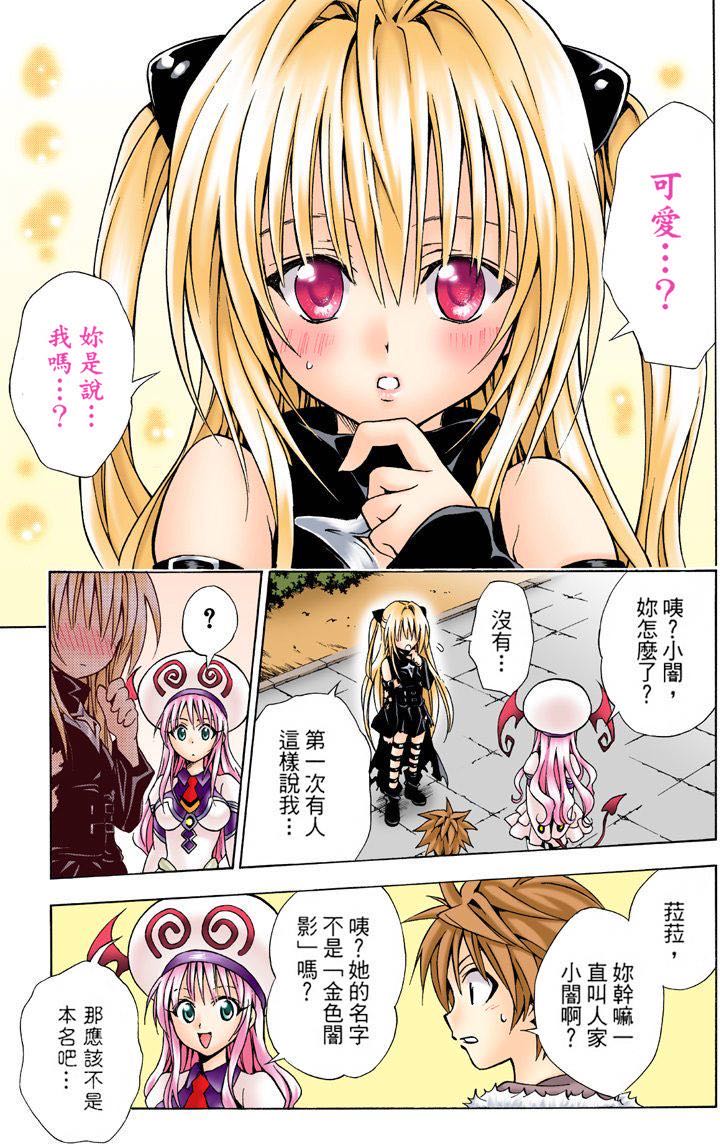 可愛…?
妳是說…
我嗎…?
咦?小闇,
妳怎麼了?
沒有…
第一次有人
這樣說我…
?
菈菈,
妳幹嘛一
直叫人家
小闇啊?
咦?她的名字
不是「金色闇
影」嗎?
那應該不是
本名吧…